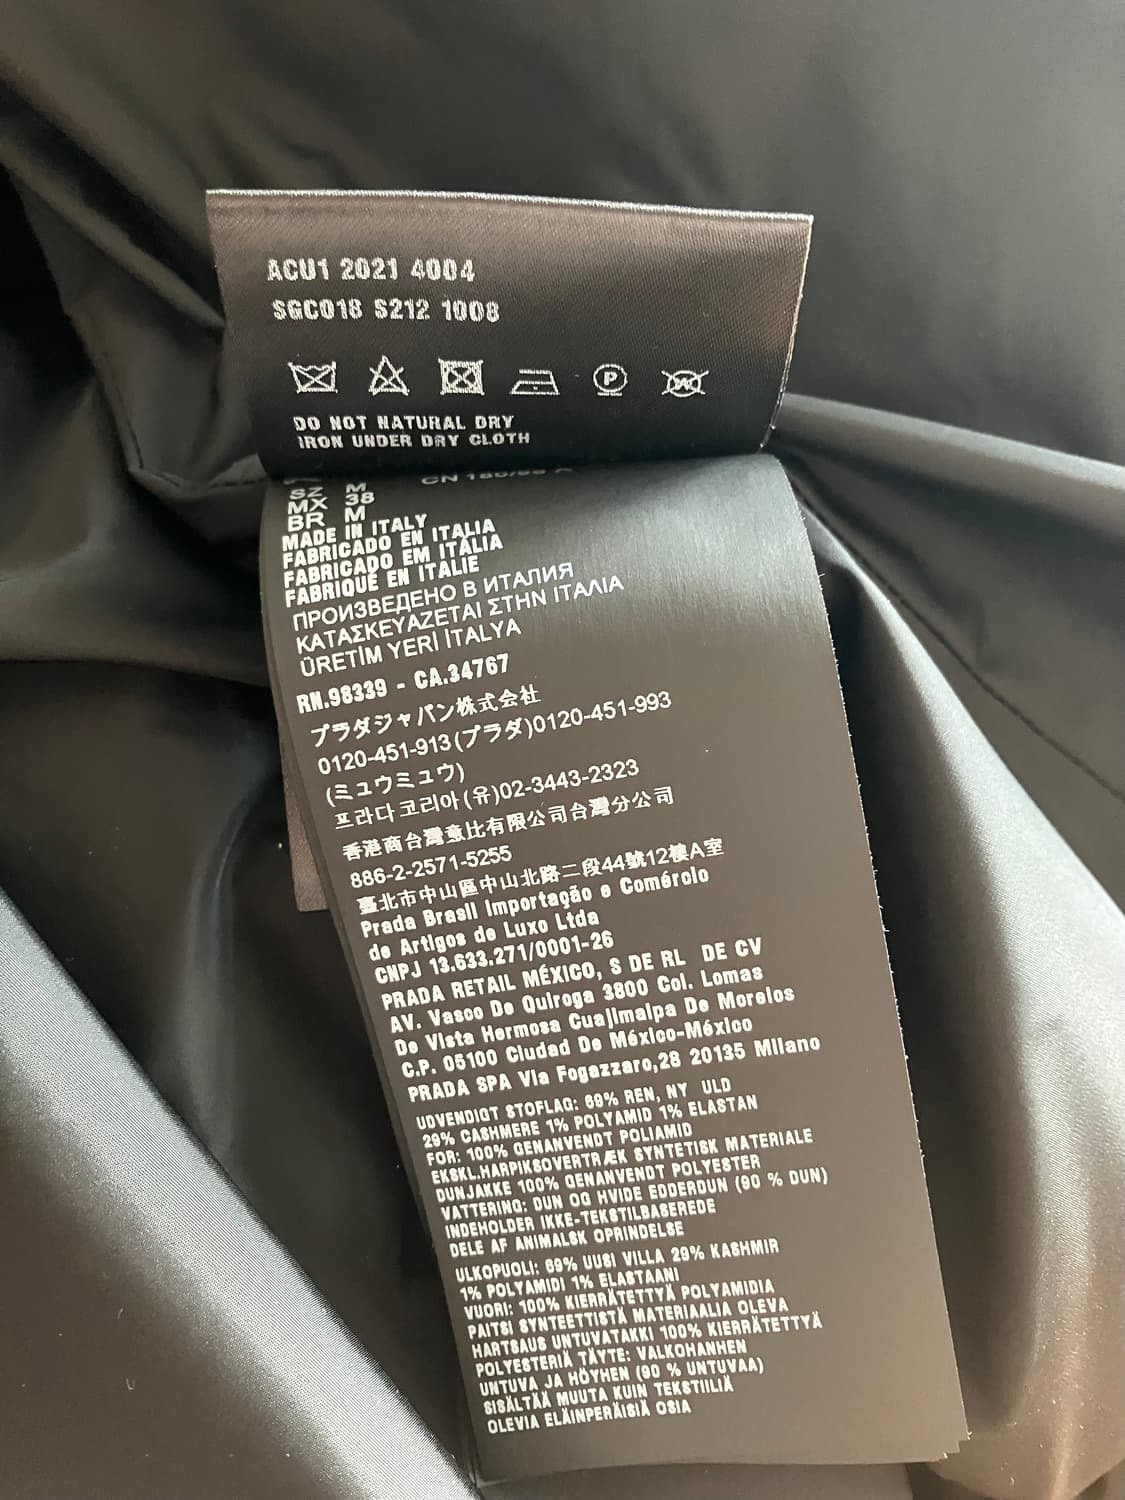 ACU1 2021 4004
SGC018 S212 1008
P
W
DO NOT NATURAL DRY
IRON UNDER DRY CLOTH
SZ M
MX 38
BR M
MADE IN ITALY
FABRICADO EN ITALIA
FABRICADO EM ITÁLIA
FABRIQUÉ EN ITALIE
ПРОИЗВЕДЕНО В ИТАЛИЯ
ΚΑΤΑΣΚΕΥΑΖΕΤΑΙ ΣΤΗΝ ΙΤΑΛΙΑ
ÜRETİM YERİ İTALYA
RN.98339 - CA.34767
プラダジャパン株式会社
0120-451-913(プラダ)0120-451-993
(ミュウミュウ)
프라다 코리아 (유)02-3443-2323
香港商台灣意比有限公司台灣分公司
886-2-2571-5255
臺北市中山區中山北路二段44號12樓A室
Prada Brasil Importação e Comércio
de Artigos de Luxo Ltda
CNPJ 13.633.271/0001-26
PRADA RETAIL MÉXICO, S DE RL DE CV
AV. Vasco De Quiroga 3800 Col. Lomas
De Vista Hermosa Cuajimalpa De Morelos
C.P. 05100 Ciudad De México-México
PRADA SPA Via Fogazzaro,28 20135 Milano
UDVENDIGT STOFLAG: 69% REN, NY ULD
29% CASHMERE 1% POLYAMID 1% ELASTAN
FOR: 100% GENANVENDT POLIAMID
EKSKL.HARPIKSOVERTRÆK SYNTETISK MATERIALE
DUNJAKKE 100% GENANVENDT POLYESTER
VATTERING: DUN OG HVIDE EDDERDUN (90 % DUN)
INDEHOLDER IKKE-TEKSTILBASEREDE
DELE AF ANIMALSK OPRINDELSE
ULKOPUOLI: 69% UUSI VILLA 29% KASHMIR
1% POLYAMIDI 1% ELASTAANI
VUORI: 100% KIERRÄTETTYÄ POLYAMIDIA
PAITSI SYNTEETTISTÄ MATERIAALIA OLEVA
HARTSAUS UNTUVATAKKI 100% KIERRÄTETTYÄ
POLYESTERIÄ TÄYTE: VALKOHANHEN
UNTUVA JA HÖYHEN (90 % UNTUVAA)
SISÄLTÄÄ MUUTA KUIN TEKSTIILIÄ
OLEVIA ELÄINPERÄISIÄ OSIA